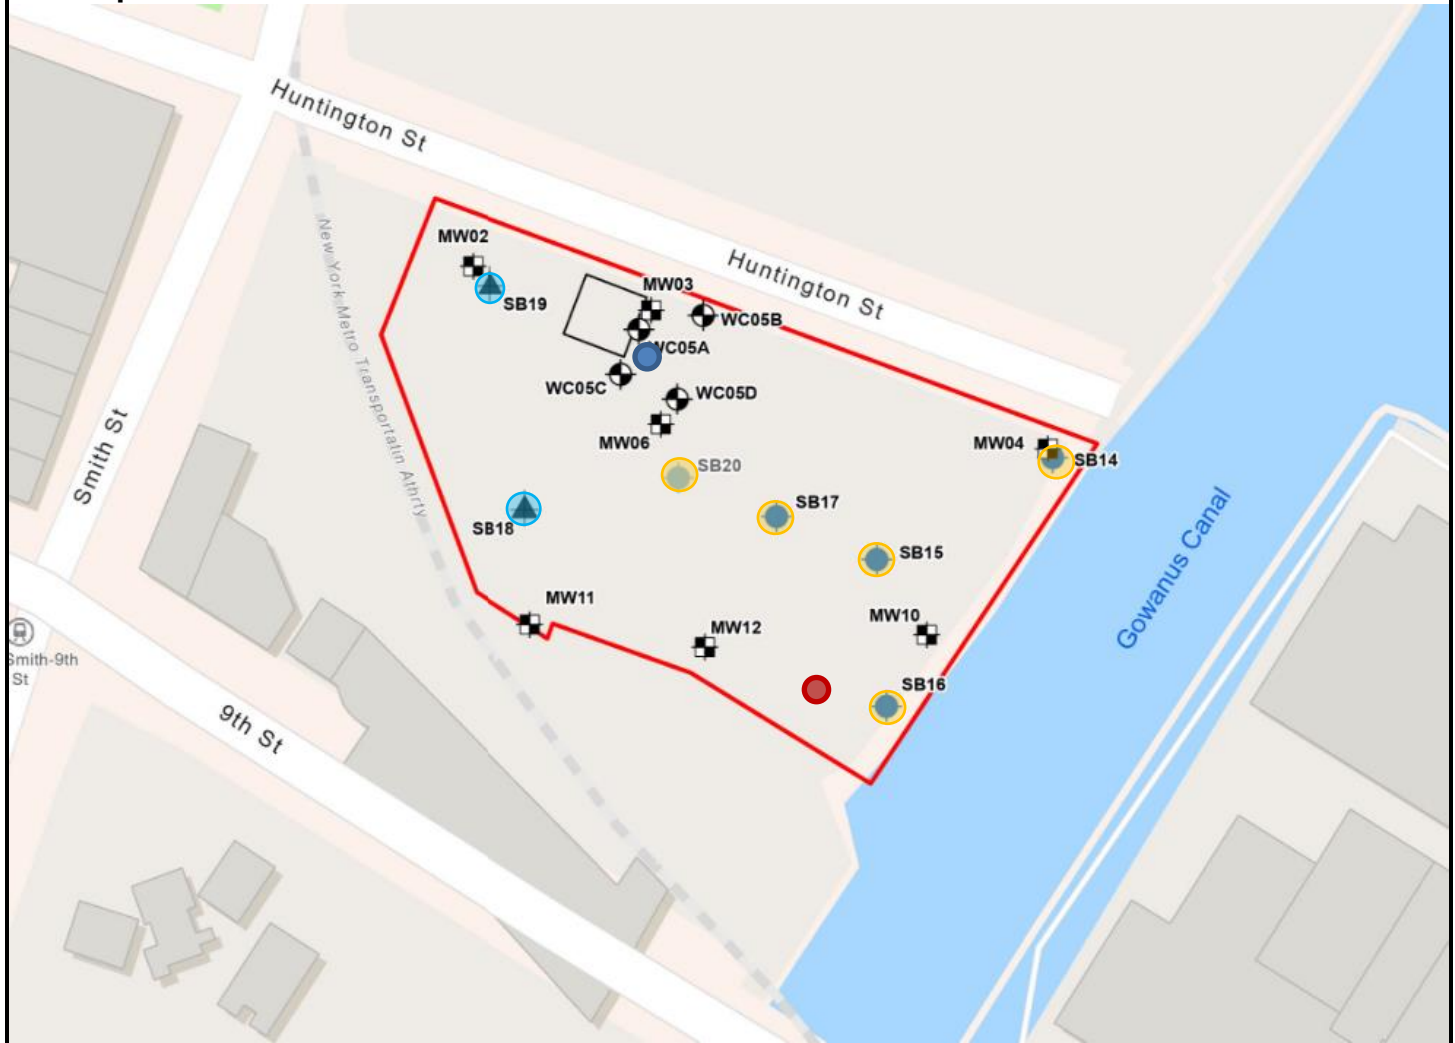 Huntington St
New York Metro Transportatin Athrty
Huntington St
MW02
SB19
MW03
WC05B
WC05A
WC05C
WC05D
MW06
MW04
SB14
SB20
SB17
SB18
SB15
Smith St
Gowanus Canal
MW11
MW12
MW10
SB16
Smith-9th
St
9th St